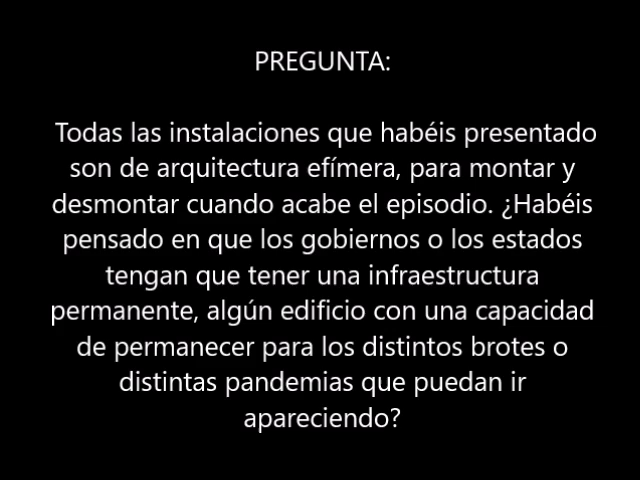 PREGUNTA:
Todas las instalaciones que habéis presentado
son de arquitectura efímera, para montar y
desmontar cuando acabe el episodio. ¿Habéis
pensado en que los gobiernos o los estados
tengan que tener una infraestructura
permanente, algún edificio con una capacidad
de permanecer para los distintos brotes o
distintas pandemias que puedan ir
apareciendo?